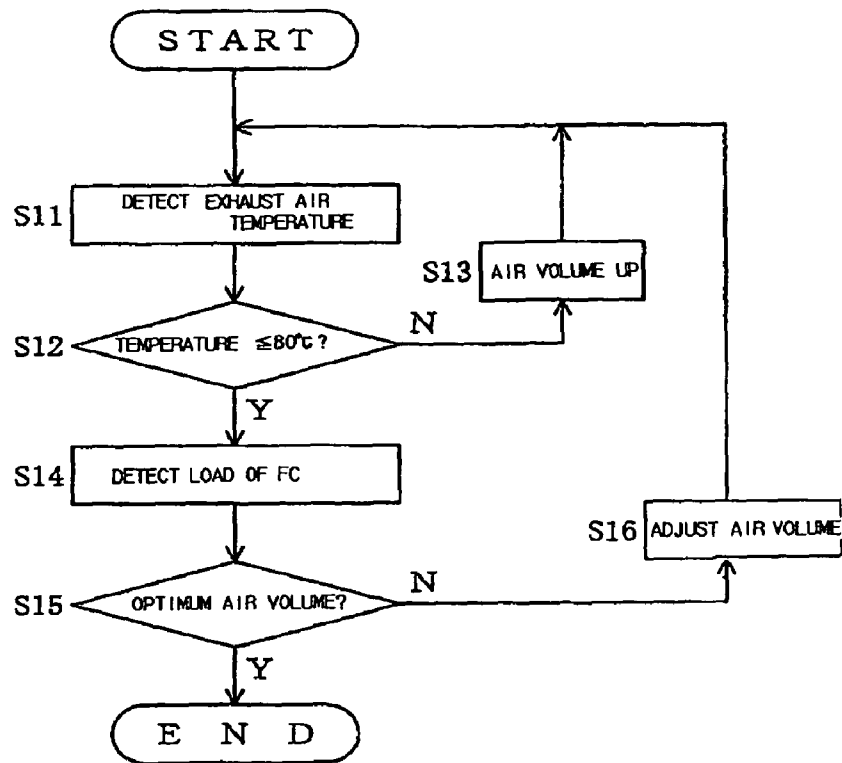 START
S11
DETECT EXHAUST AIR
TEMPERATURE
S13
AIR VOLUME UP
S12
TEMPERATURE ≦80℃?
N
Y
S14
DETECT LOAD OF FC
S16
ADJUST AIR VOLUME
S15
OPTIMUM AIR VOLUME?
N
Y
END